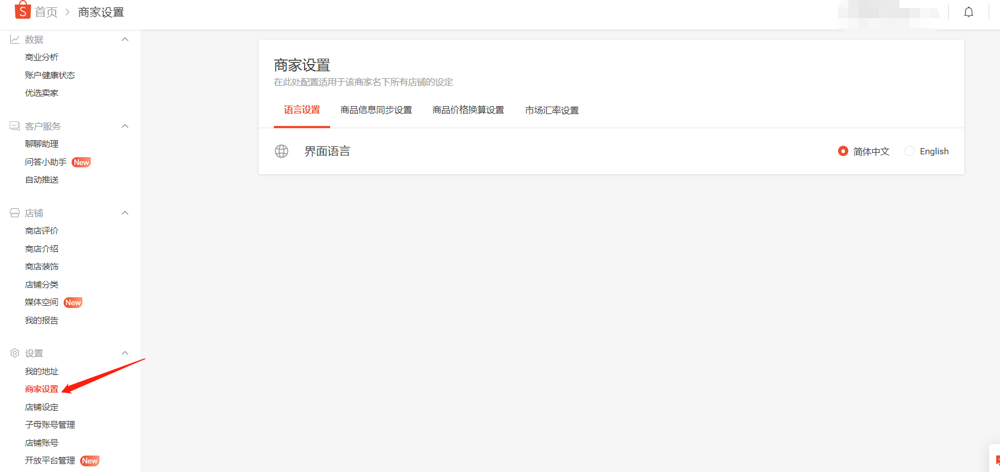 首页 > 商家设置
数据
商业分析
账户健康状态
优选卖家
客户服务
聊聊助理
问答小助手 New
自动推送
店铺
商店评价
商店介绍
商店装饰
店铺分类
媒体空间 New
我的报告
设置
我的地址
商家设置
店铺设定
子母账号管理
店铺账号
开放平台管理 New
商家设置
在此处配置适用于该商家名下所有店铺的设定
语言设置 商品信息同步设置 商品价格换算设置 市场汇率设置
界面语言 简体中文 English